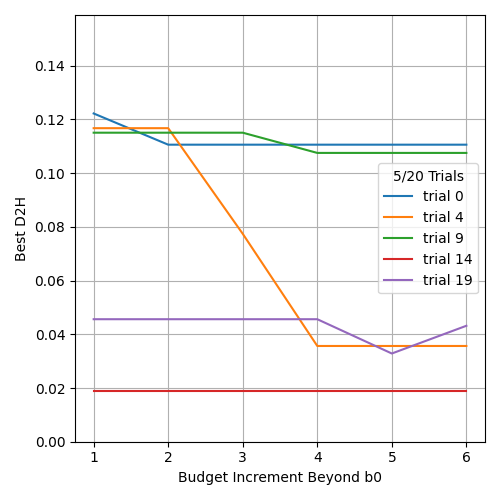 0.14
0.12
0.10
0.08
0.06
0.04
0.02
0.00
Best D2H
5/20 Trials
trial 0
trial 4
trial 9
trial 14
trial 19
1 2 3 4 5 6
Budget Increment Beyond b0